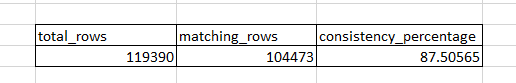 total_rows matching_rows consistency_percentage
119390 104473 87.50565